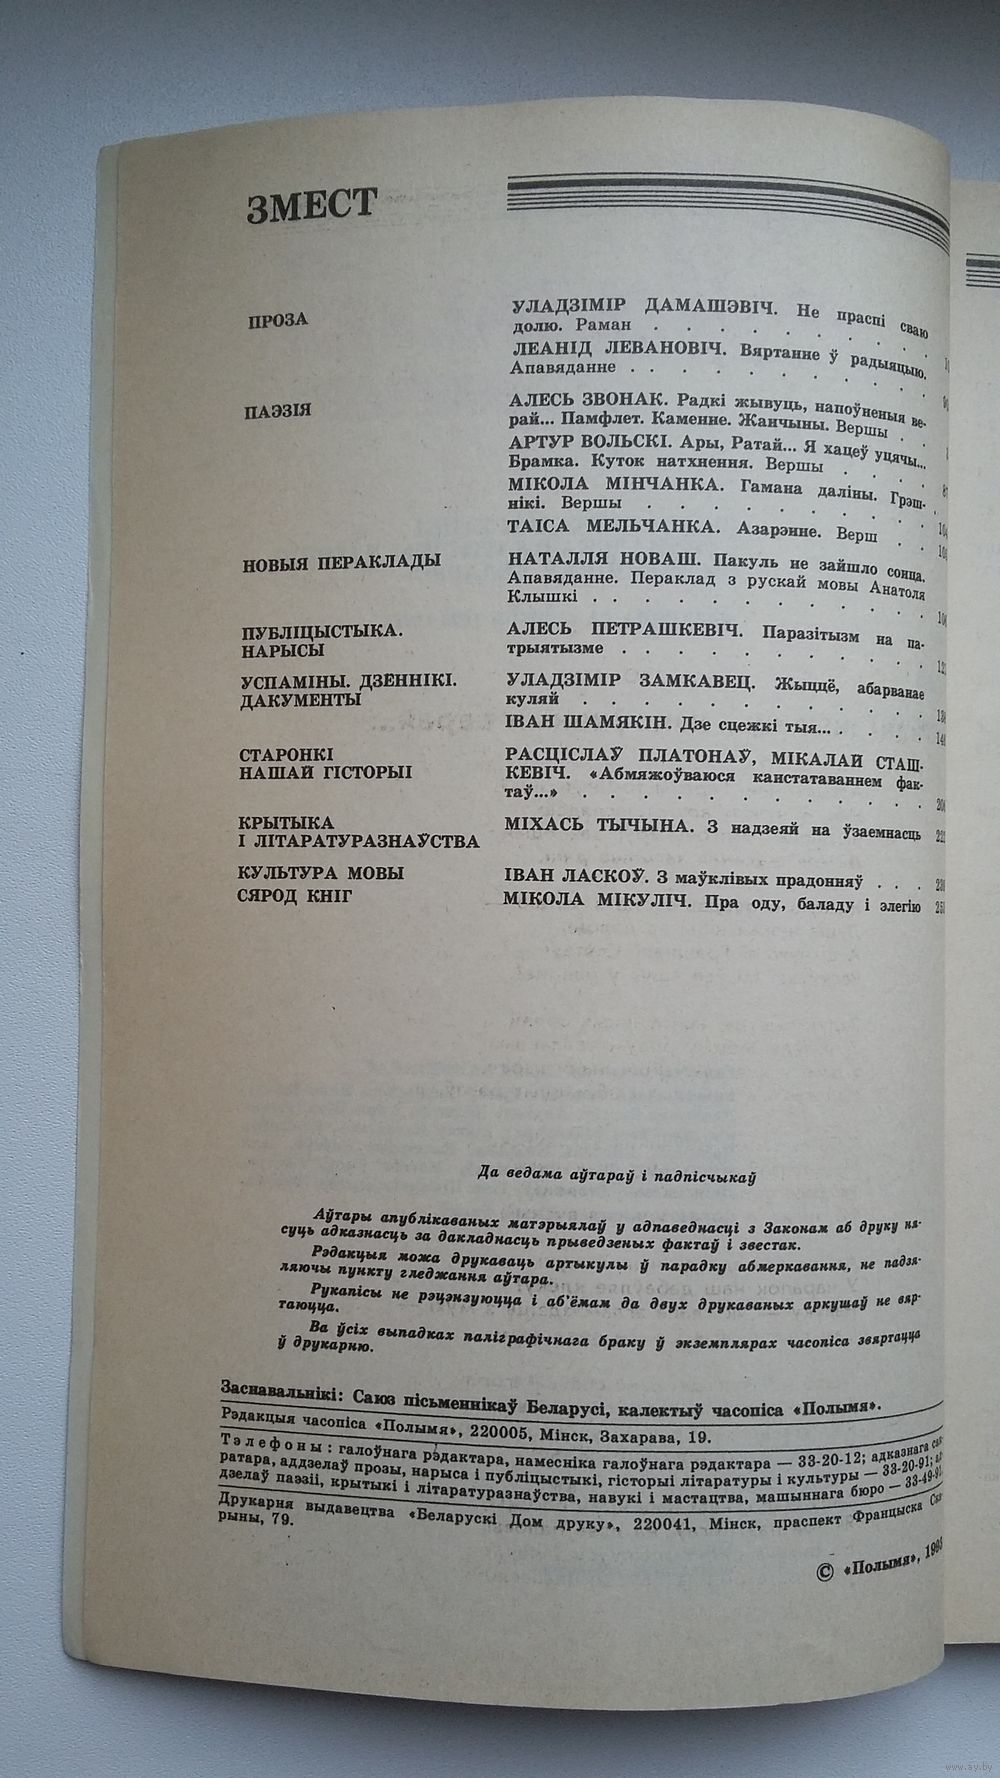 ЗМЕСТ
ПРОЗА
УЛАДЗІМІР ДАМАШЭВІЧ. Не праспі сваю
долю. Раман . . . . . . . .
ЛЕАНІД ЛЕВАНОВІЧ. Вяртанне ў радыяцыю.
Апавяданне . . . . . . . . .
ПАЭЗІЯ
АЛЕСЬ ЗВОНАК. Радкі жывуць, напоўненыя ве-
рай... Памфлет. Каменне. Жанчыны. Вершы . .
АРТУР ВОЛЬСКІ. Ары, Ратай... Я хацеў уцячы...
Брамка. Куток натхнення. Вершы . . . .
МІКОЛА МІНЧАНКА. Гамана даліны. Грэш-
нікі. Вершы . . . . . . . . .
ТАІСА МЕЛЬЧАНКА. Азарэнне. Верш . .
НОВЫЯ ПЕРАКЛАДЫ
НАТАЛЛЯ НОВАШ. Пакуль не зайшло сонца.
Апавяданне. Пераклад з рускай мовы Анатоля
Клышкі . . . . . . . . . . .
ПУБЛІЦЫСТЫКА.
НАРЫСЫ
АЛЕСЬ ПЕТРАШКЕВІЧ. Паразітызм на па-
трыятызме . . . . . . . . . .
УСПАМІНЫ. ДЗЁННІКІ.
ДАКУМЕНТЫ
УЛАДЗІМІР ЗАМКАВЕЦ. Жыццё, абарванае
куляй . . . . . . . . . . .
ІВАН ШАМЯКІН. Дзе сцежкі тыя... . . . .
СТАРОНКІ
НАШАЙ ГІСТОРЫІ
РАСЦІСЛАЎ ПЛАТОНАЎ, МІКАЛАЙ СТАШ-
КЕВІЧ. «Абмяжоўваюся канстатаваннем фак-
таў...» . . . . . . . . . . .
КРЫТЫКА
І ЛІТАРАТУРАЗНАЎСТВА
МІХАСЬ ТЫЧЫНА. З надзеяй на ўзаемнасць
КУЛЬТУРА МОВЫ
ІВАН ЛАСКОЎ. З маўклівых прадонняў . . .
СЯРОД КНІГ
МІКОЛА МІКУЛІЧ. Пра оду, баладу і элегію
Да ведама аўтараў і падпісчыкаў
Аўтары апублікаваных матэрыялаў у адпаведнасці з Законам аб друку ня-
суць адказнасць за дакладнасць прыведзеных фактаў і звестак.
Рэдакцыя можа друкаваць артыкулы ў парадку абмеркавання, не падзя-
ляючы пункту гледжання аўтара.
Рукапісы не рэцэнзуюцца і аб'ёмам да двух друкаваных аркушаў не вяр-
таюцца.
Ва ўсіх выпадках паліграфічнага браку ў экземплярах часопіса звяртацца
ў друкарню.
Заснавальнікі: Саюз пісьменнікаў Беларусі, калектыў часопіса «Полымя».
Рэдакцыя часопіса «Полымя», 220005, Мінск, Захарава, 19.
Тэлефоны: галоўнага рэдактара, намесніка галоўнага рэдактара — 33-20-12; адказнага сак-
ратара, аддзелаў прозы, нарыса і публіцыстыкі, гісторыі літаратуры і культуры — 33-20-91; ад-
дзелаў паэзіі, крытыкі і літаратуразнаўства, навукі і мастацтва, машыннага бюро — 33-49-
Друкарня выдавецтва «Беларускі Дом друку», 220041, Мінск, праспект Францыска Ска-
рыны, 79.
© «Полымя»,
www.ay.by